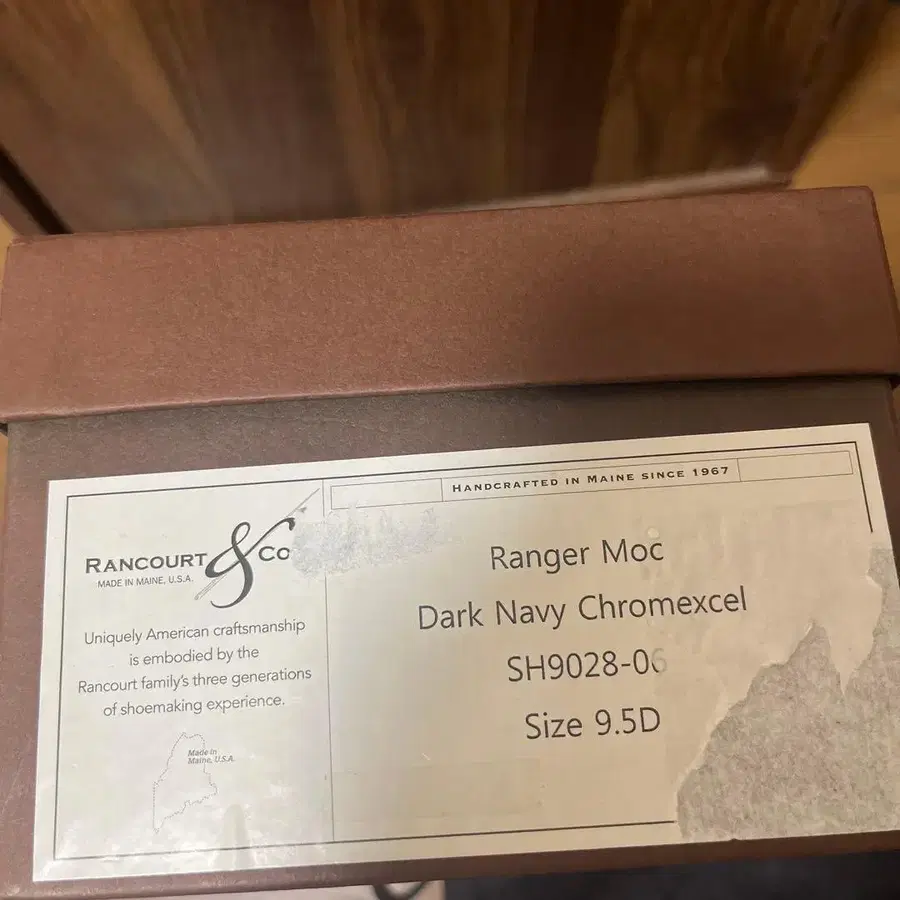 HANDCRAFTED IN MAINE SINCE 1967
RANCOURT & CO
MADE IN MAINE, U.S.A.
Uniquely American craftsmanship
is embodied by the
Rancourt family's three generations
of shoemaking experience.
Made in
Maine, U.S.A.
Ranger Moc
Dark Navy Chromexcel
SH9028-06
Size 9.5D